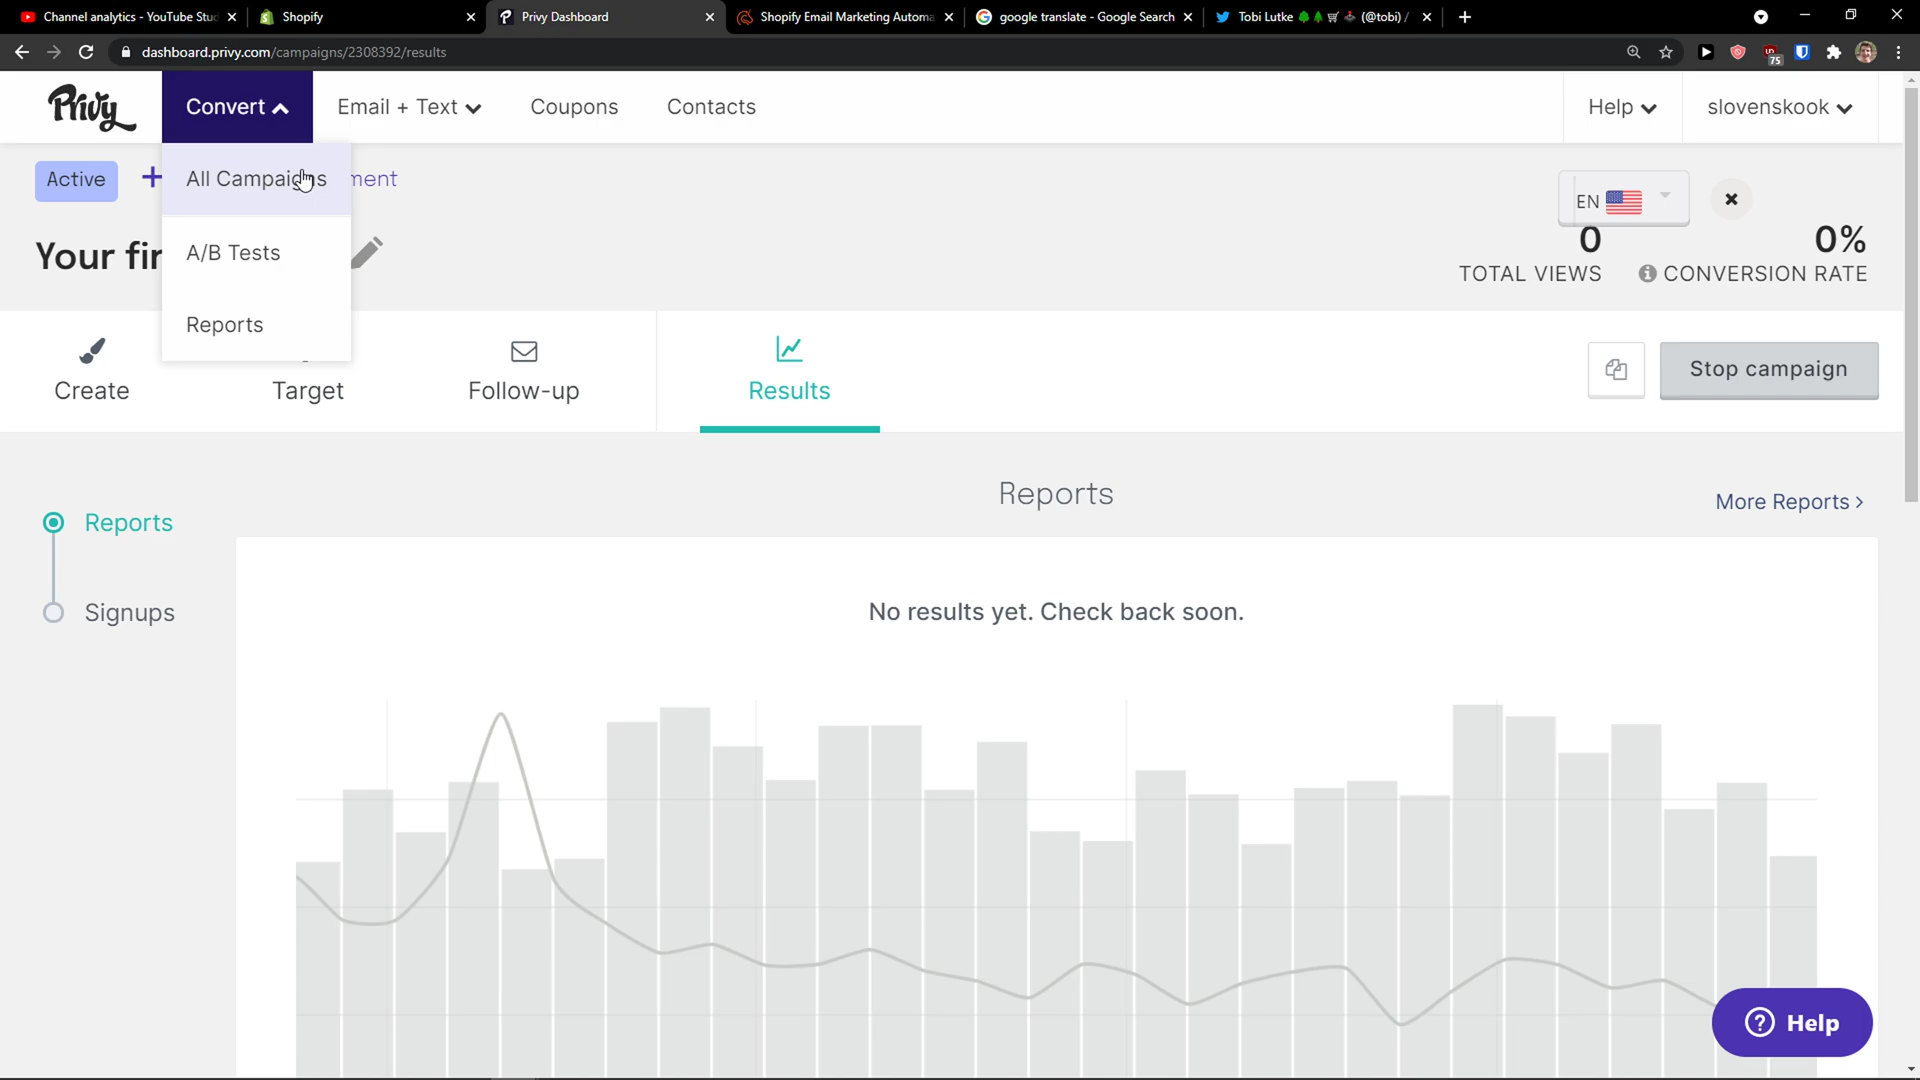 Channel analytics - YouTube Stu
Shopify
Privy Dashboard
Shopify Email Marketing Automa
google translate - Google Search
Tobi Lutke 🌲🌲🛒🕹 (@tobi) /
dashboard.privy.com/campaigns/2308392/results
75
Privy
Convert
Email + Text
Coupons
Contacts
Help
slovenskook
Active
+
All Campaigns
ment
EN
Your fir
A/B Tests
0
TOTAL VIEWS
0%
CONVERSION RATE
Reports
Create
Target
Follow-up
Results
Stop campaign
Reports
More Reports >
Reports
Signups
No results yet. Check back soon.
Help